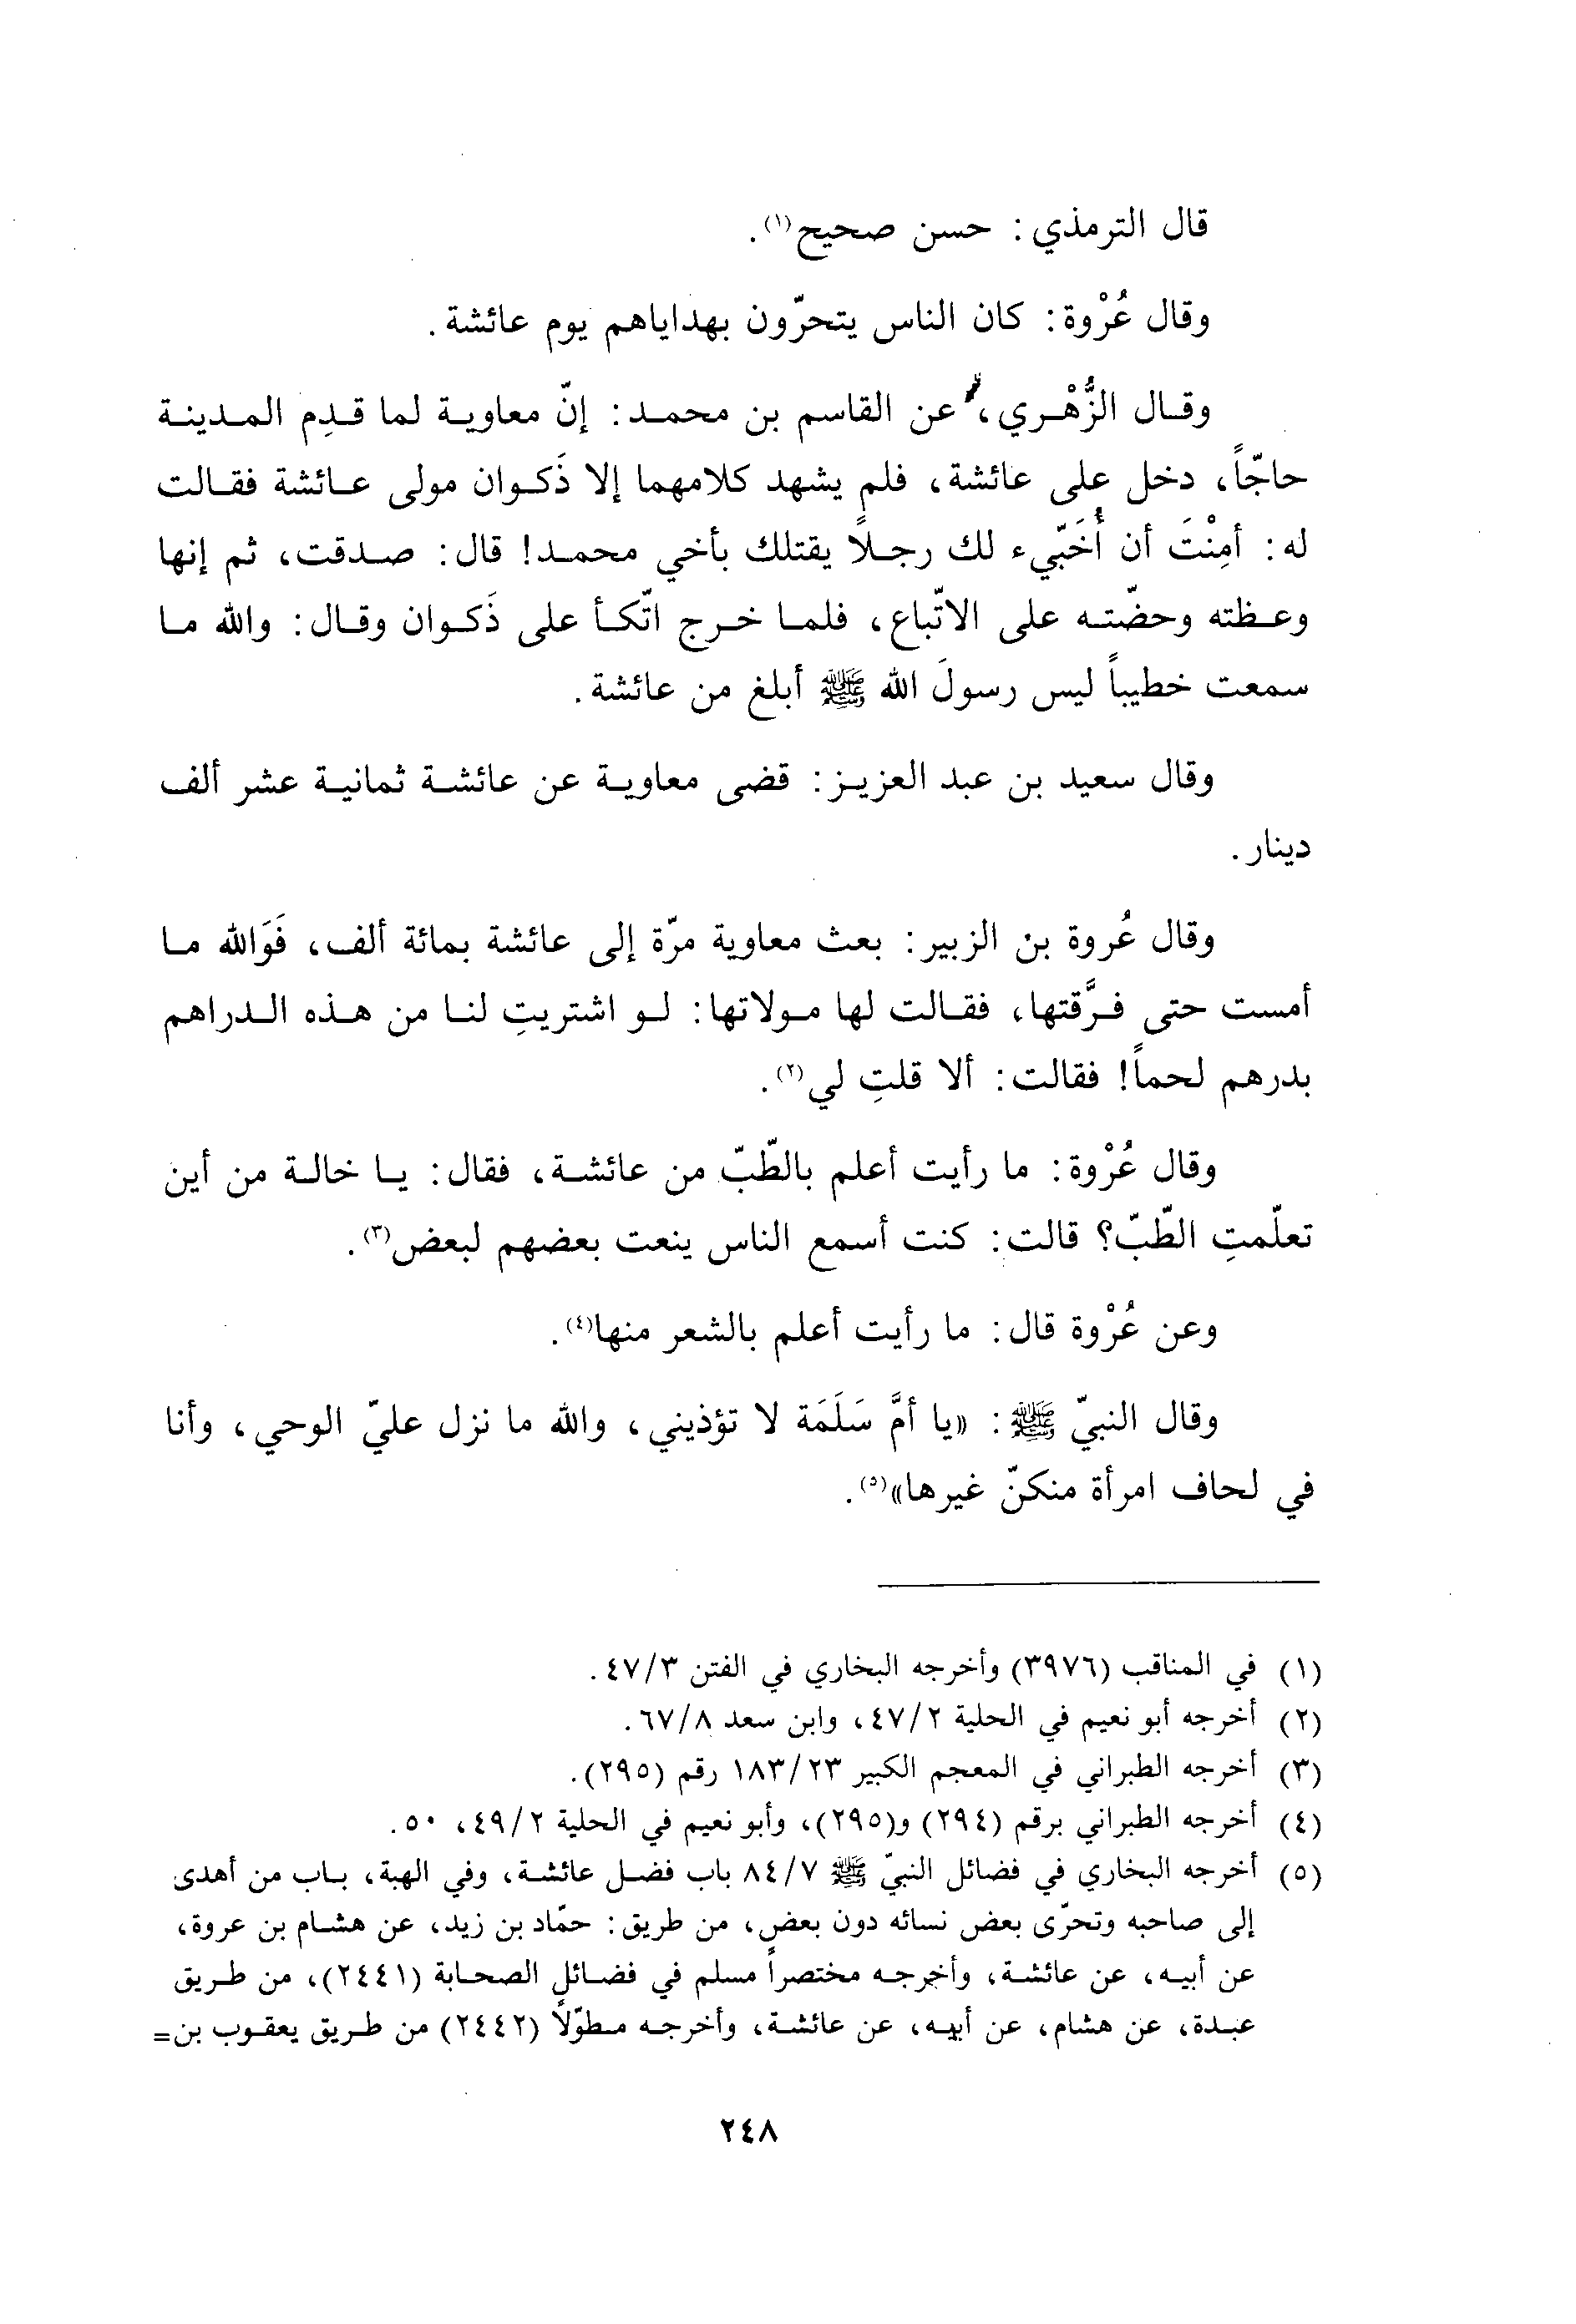 قال الترمذي : حسن صحيح(١) .
وقال عُرْوة : كان الناس يتحرّون بهداياهم يوم عائشة .
وقال الزُّهْري، عن القاسم بن محمد : إنّ معاوية لما قدِم المدينة
حاجّاً، دخل على عائشة، فلم يشهد كلامهما إلا ذَكوان مولى عائشة فقالت
له : أمِنْتَ أن أُخَبّيء لك رجلاً يقتلك بأخي محمد! قال : صدقت، ثم إنها
وعظته وحضّته على الاتّباع، فلما خرج اتّكأ على ذَكوان وقال : والله ما
سمعت خطيباً ليس رسولَ الله ﷺ أبلغ من عائشة .
وقال سعيد بن عبد العزيز : قضى معاوية عن عائشة ثمانية عشر ألف
دينار .
وقال عُروة بن الزبير : بعث معاوية مرّة إلى عائشة بمائة ألف، فَوَالله ما
أمست حتى فرَّقتها، فقالت لها مولاتها : لو اشتريتِ لنا من هذه الدراهم
بدرهم لحماً! فقالت : ألا قلتِ لي(٢) .
وقال عُرْوة : ما رأيت أعلم بالطّبّ من عائشة، فقال : يا خالة من أين
تعلّمتِ الطّبّ؟ قالت : كنت أسمع الناس ينعت بعضهم لبعض(٣) .
وعن عُرْوة قال : ما رأيت أعلم بالشعر منها(٤) .
وقال النبيّ ﷺ : «يا أمَّ سَلَمَة لا تؤذيني، والله ما نزل عليّ الوحي، وأنا
في لحاف امرأة منكنّ غيرها»(٥) .
(١) في المناقب (٣٩٧٦) وأخرجه البخاري في الفتن ٤٧/٣ .
(٢) أخرجه أبو نعيم في الحلية ٤٧/٢، وابن سعد ٦٧/٨ .
(٣) أخرجه الطبراني في المعجم الكبير ١٨٣/٢٣ رقم (٢٩٥) .
(٤) أخرجه الطبراني برقم (٢٩٤) و(٢٩٥)، وأبو نعيم في الحلية ٤٩/٢، ٥٠ .
(٥) أخرجه البخاري في فضائل النبيّ ﷺ ٨٤/٧ باب فضل عائشة، وفي الهبة، باب من أهدى
إلى صاحبه وتحرّى بعض نسائه دون بعض، من طريق : حمّاد بن زيد، عن هشام بن عروة،
عن أبيه، عن عائشة، وأخرجه مختصراً مسلم في فضائل الصحابة (٢٤٤١)، من طريق
عبدة، عن هشام، عن أبيه، عن عائشة، وأخرجه مطوّلاً (٢٤٤٢) من طريق يعقوب بن=
٢٤٨